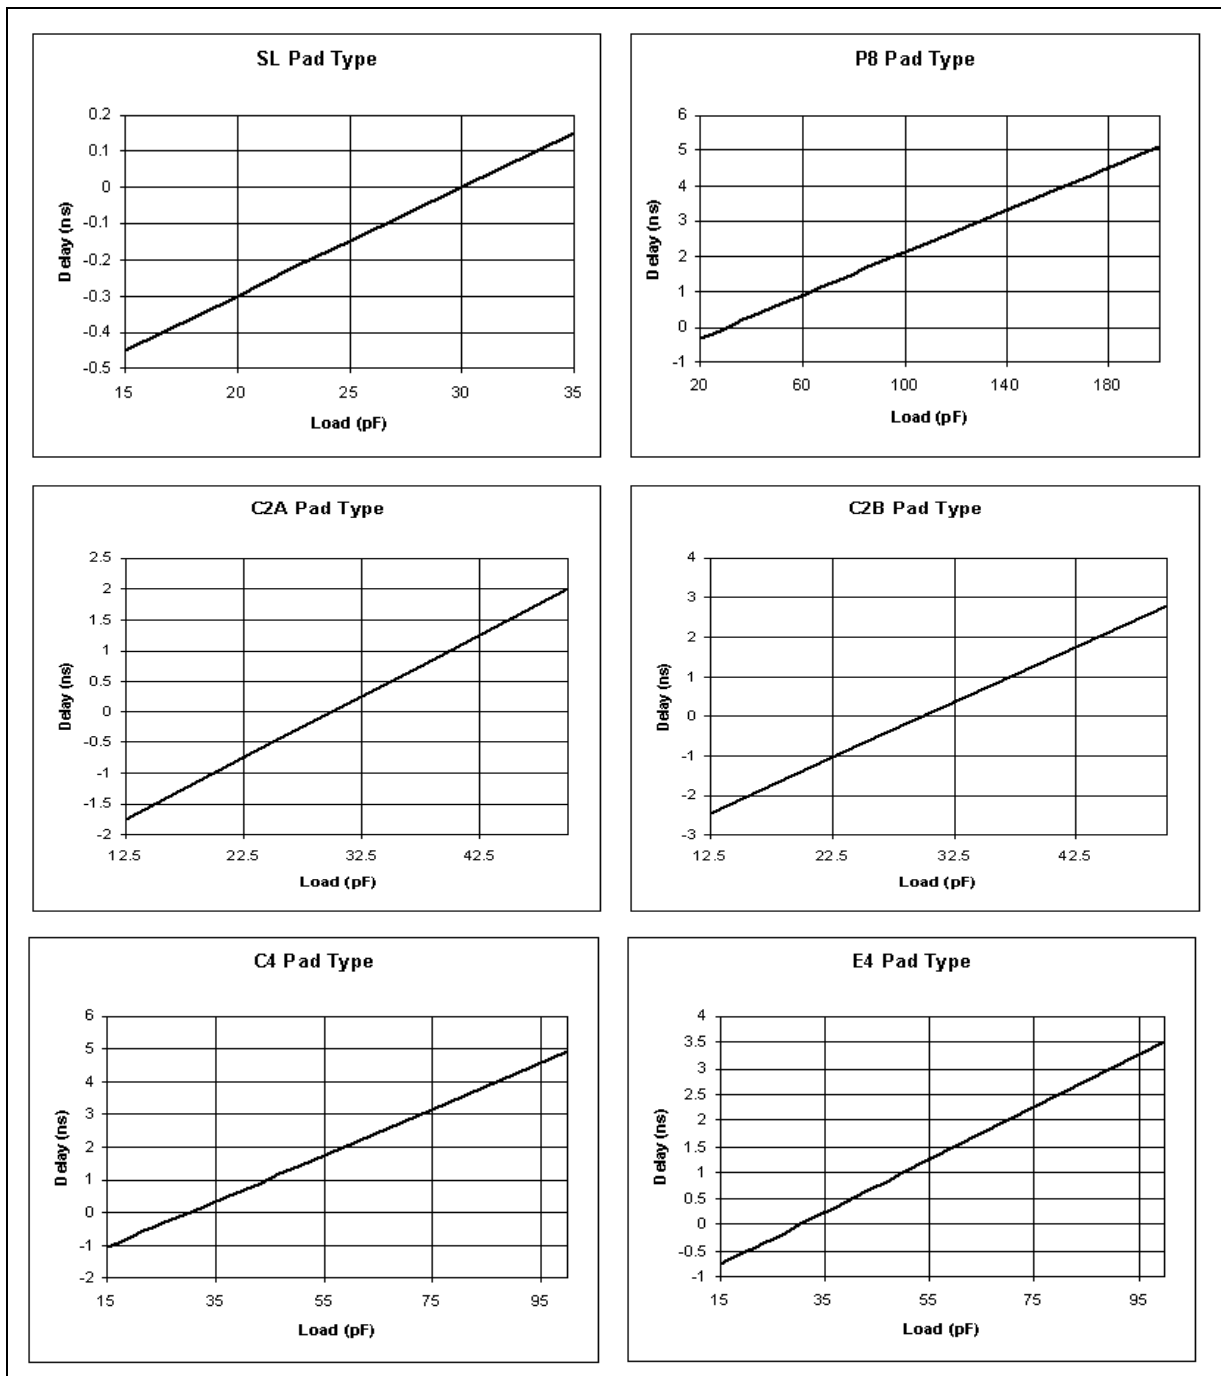 SL Pad Type
0.2
0.1
0
-0.1
-0.2
-0.3
-0.4
-0.5
Delay (ns)
15 20 25 30 35
Load (pF)
P8 Pad Type
6
5
4
3
2
1
0
-1
Delay (ns)
20 60 100 140 180
Load (pF)
C2A Pad Type
2.5
2
1.5
1
0.5
0
-0.5
-1
-1.5
-2
Delay (ns)
12.5 22.5 32.5 42.5
Load (pF)
C2B Pad Type
4
3
2
1
0
-1
-2
-3
Delay (ns)
12.5 22.5 32.5 42.5
Load (pF)
C4 Pad Type
6
5
4
3
2
1
0
-1
-2
Delay (ns)
15 35 55 75 95
Load (pF)
E4 Pad Type
4
3.5
3
2.5
2
1.5
1
0.5
0
-0.5
-1
Delay (ns)
15 35 55 75 95
Load (pF)